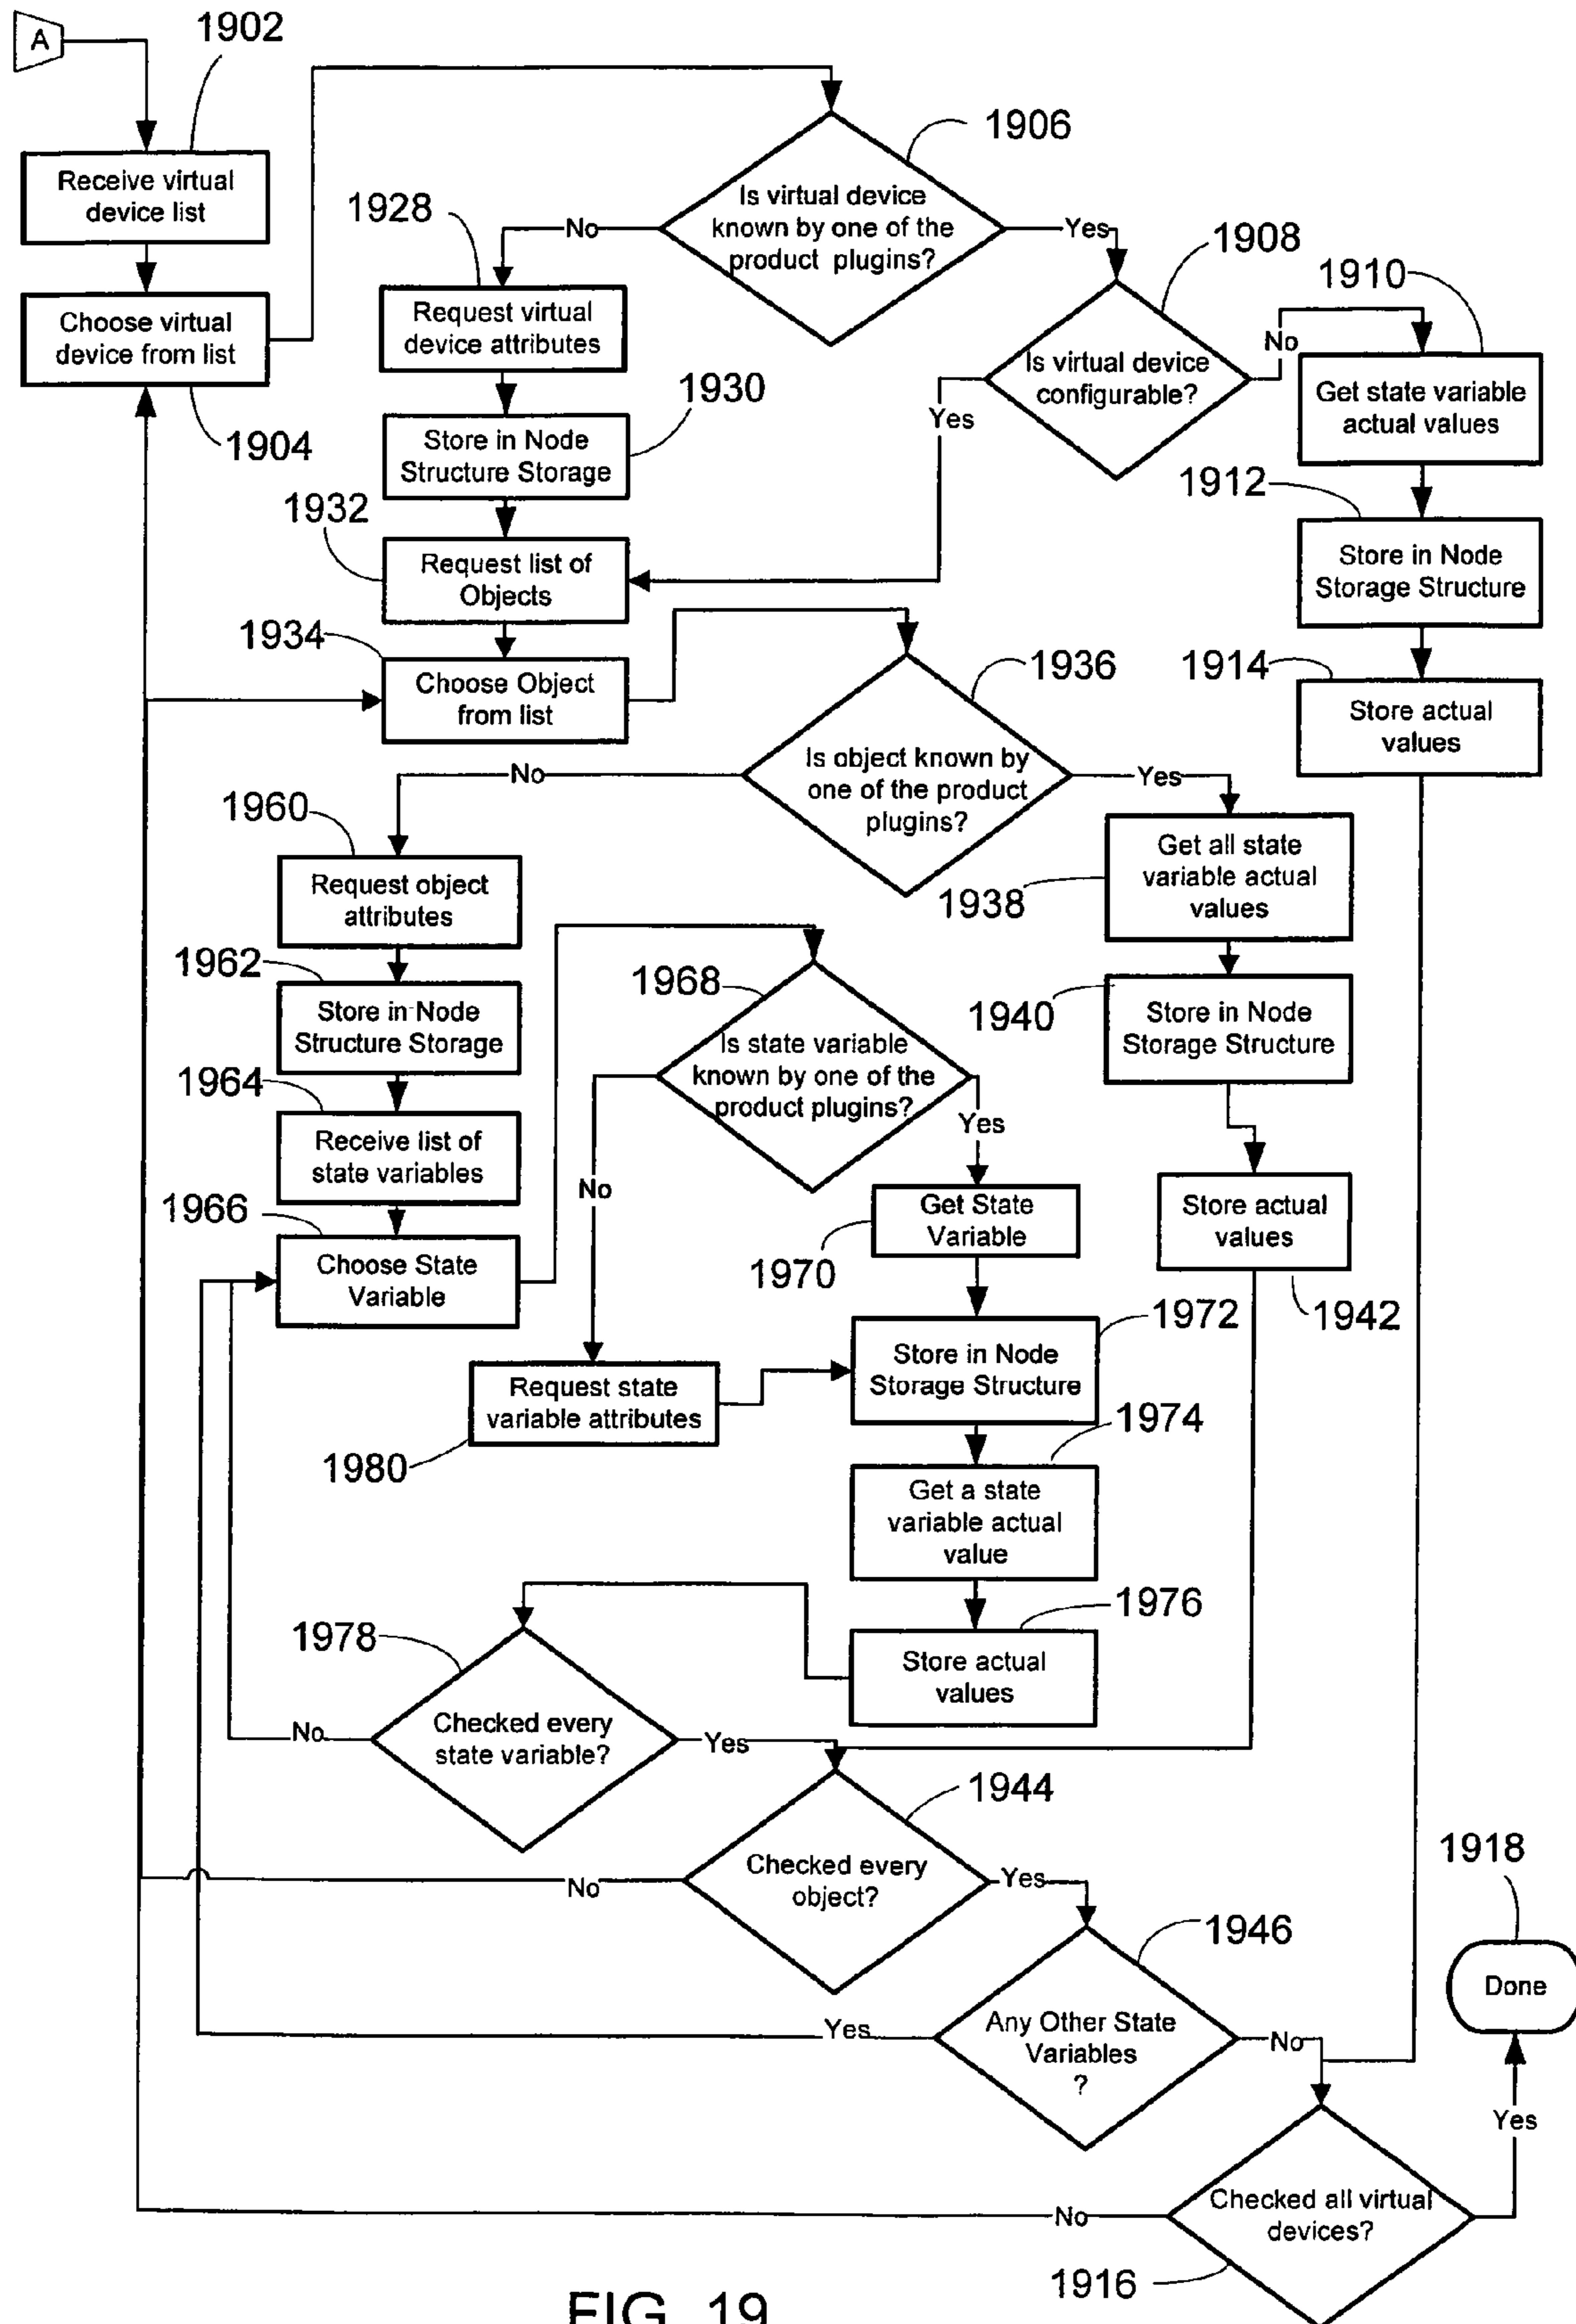 A
1902
Receive virtual
device list
Choose virtual
device from list
1904
1906
Is virtual device
known by one of the
product plugins?
No
Yes
1928
Request virtual
device attributes
1908
Is virtual device
configurable?
No
Yes
1910
Get state variable
actual values
1930
Store in Node
Structure Storage
1912
Store in Node
Storage Structure
1932
Request list of
Objects
1914
Store actual
values
1934
Choose Object
from list
1936
Is object known by
one of the product
plugins?
No
Yes
1960
Request object
attributes
1938
Get all state
variable actual
values
1962
Store in Node
Structure Storage
1968
Is state variable
known by one of the
product plugins?
Yes
No
1940
Store in Node
Storage Structure
1964
Receive list of
state variables
1966
Choose State
Variable
1970
Get State
Variable
Store actual
values
1942
1972
Store in Node
Storage Structure
Request state
variable attributes
1980
1974
Get a state
variable actual
value
1976
Store actual
values
1978
Checked every
state variable?
No
Yes
1944
Checked every
object?
No
Yes
1946
Any Other State
Variables
?
Yes
No
1918
Done
Yes
Checked all virtual
devices?
No
1916
FIG. 19